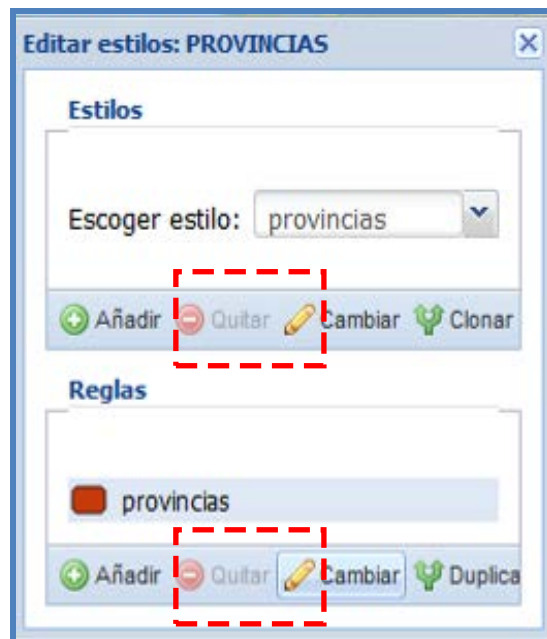 Editar estilos: PROVINCIAS
Estilos
Escoger estilo: provincias
Añadir Quitar Cambiar Clonar
Reglas
provincias
Añadir Quitar Cambiar Duplica